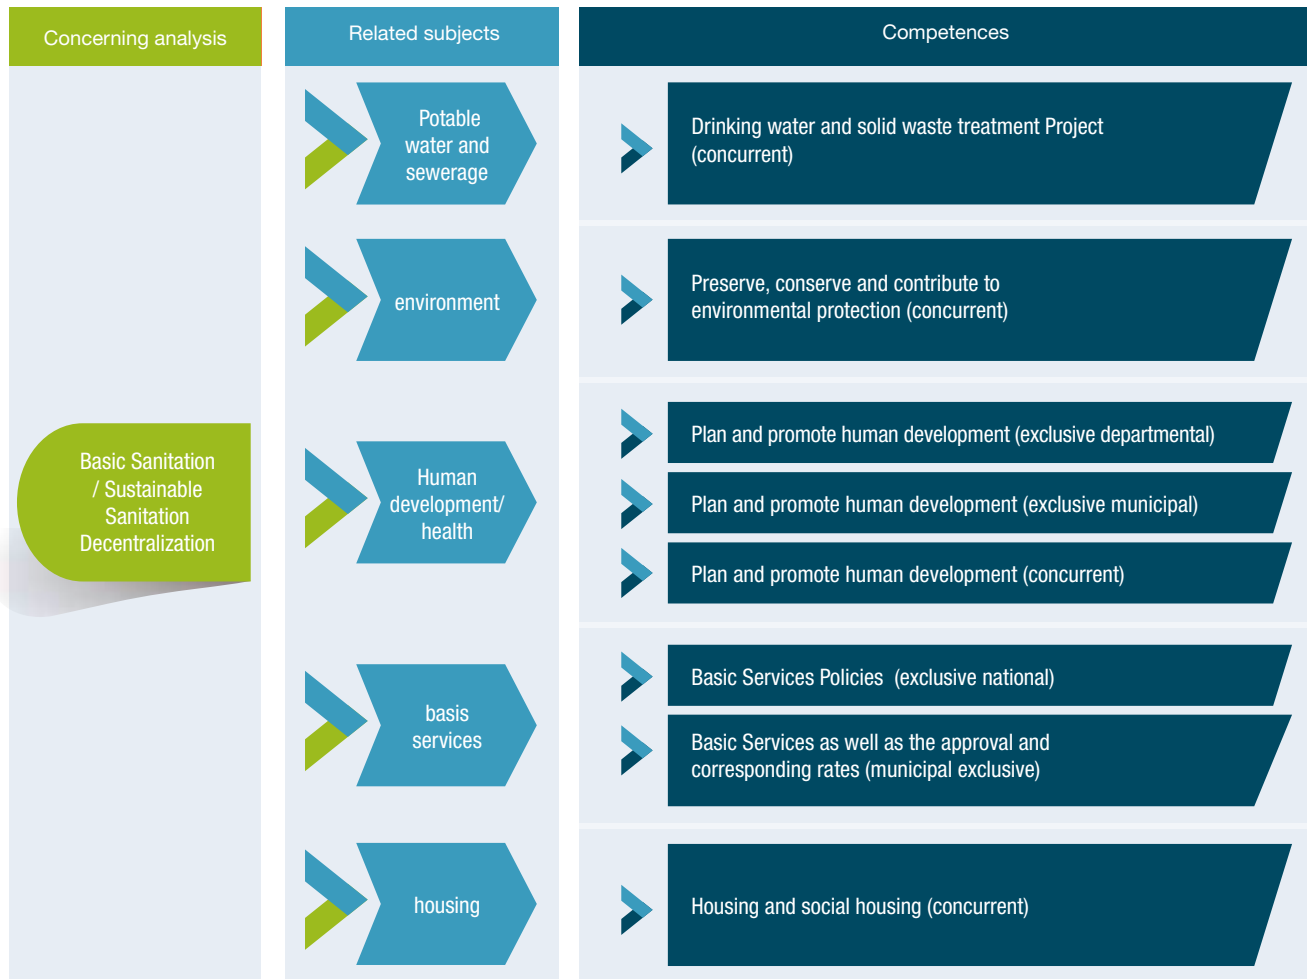 Concerning analysis
Related subjects
Competences
Basic Sanitation
/ Sustainable
Sanitation
Decentralization
Potable
water and
sewerage
Drinking water and solid waste treatment Project
(concurrent)
environment
Preserve, conserve and contribute to
environmental protection (concurrent)
Human
development/
health
Plan and promote human development (exclusive departmental)
Plan and promote human development (exclusive municipal)
Plan and promote human development (concurrent)
basis
services
Basic Services Policies  (exclusive national)
Basic Services as well as the approval and
corresponding rates (municipal exclusive)
housing
Housing and social housing (concurrent)